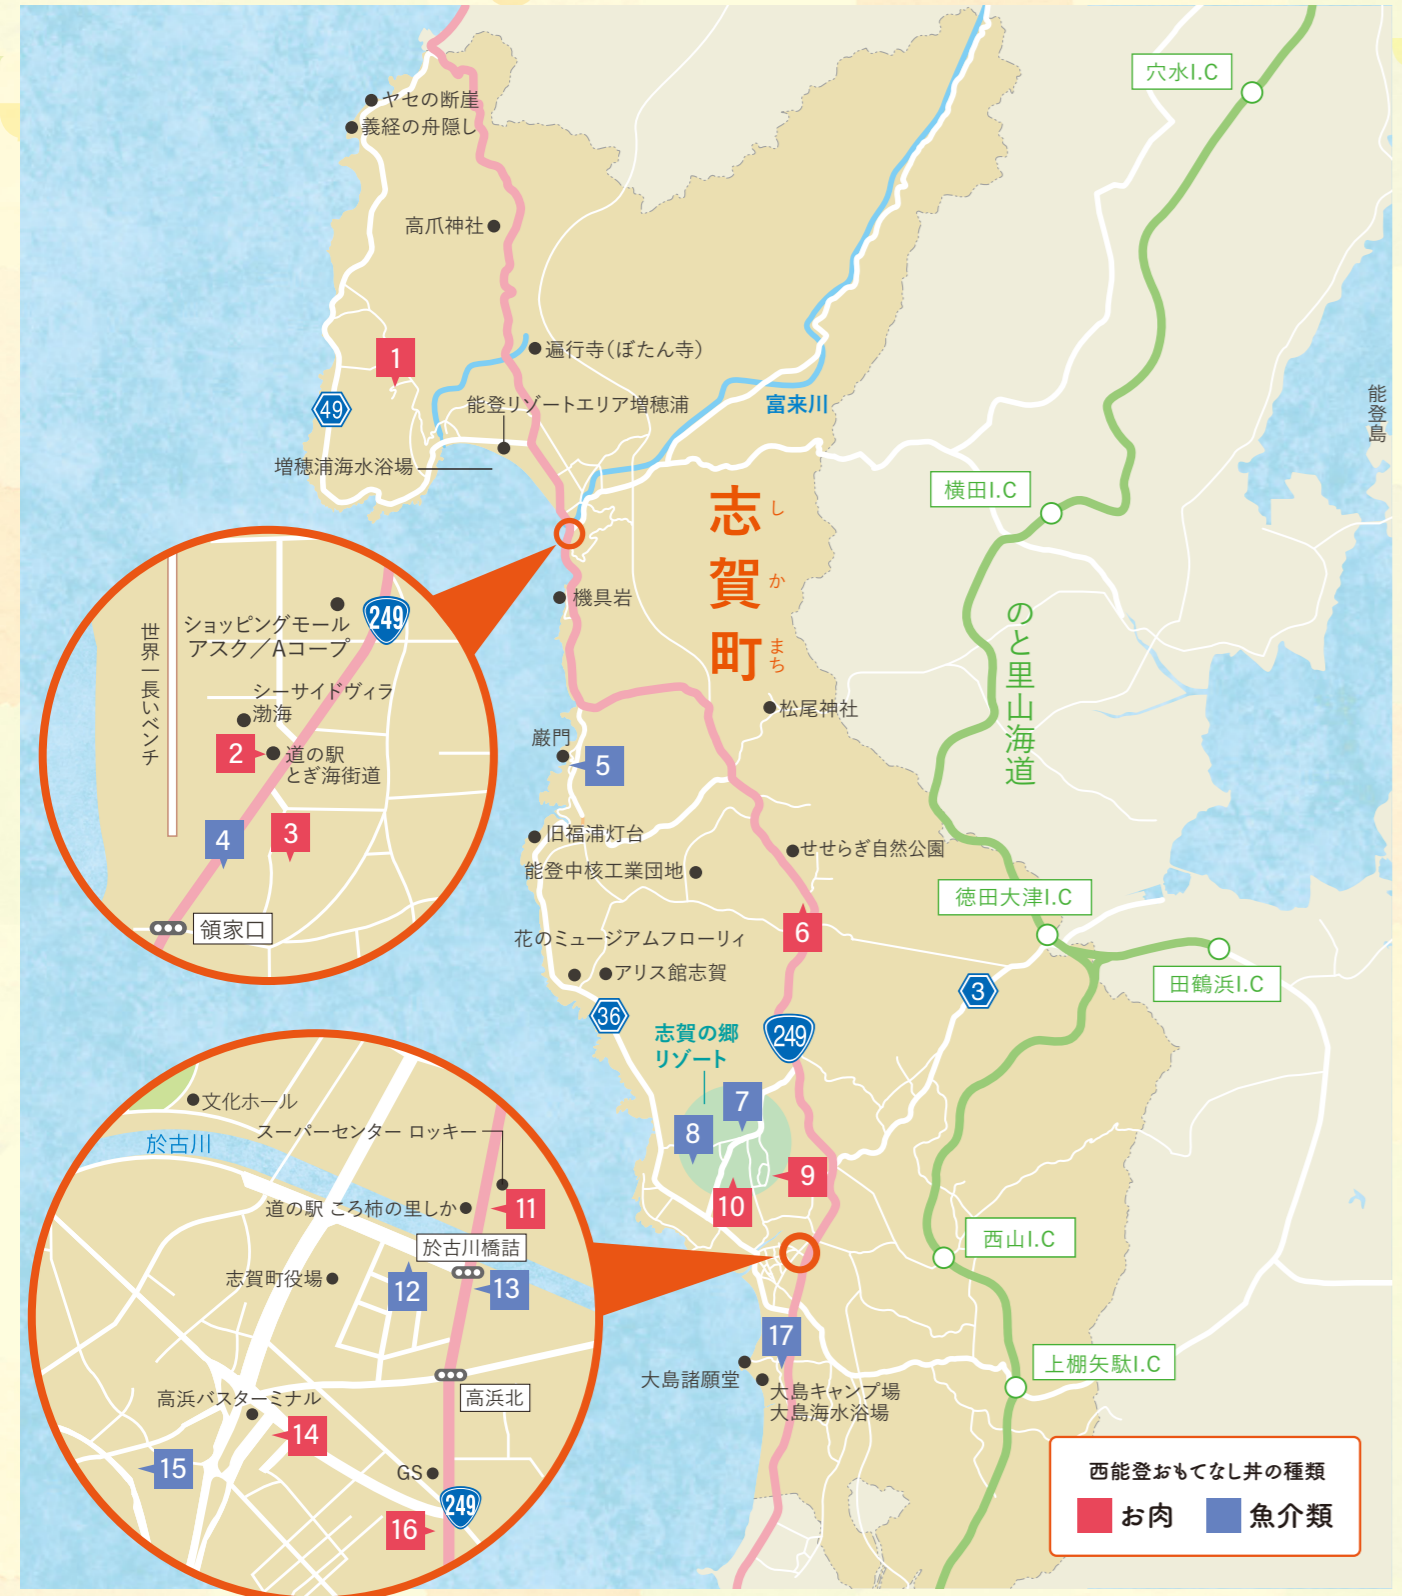 穴水I.C
ヤセの断崖
義経の舟隠し
高爪神社
1
遍行寺（ぼたん寺）
49
能登リゾートエリア増穂浦
富来川
能登島
増穂浦海水浴場
横田I.C
志賀町
しかまち
機具岩
のと里山海道
世界一長いベンチ
ショッピングモール
アスク／Aコープ
249
シーサイドヴィラ
渤海
2
道の駅
とぎ海街道
3
4
領家口
松尾神社
巌門
5
旧福浦灯台
能登中核工業団地
せせらぎ自然公園
徳田大津I.C
6
花のミュージアムフローリィ
アリス館志賀
田鶴浜I.C
3
36
249
志賀の郷
リゾート
7
8
9
10
文化ホール
於古川
スーパーセンター ロッキー
道の駅 ころ柿の里しか
11
於古川橋詰
志賀町役場
12
13
高浜北
高浜バスターミナル
14
15
GS
249
16
西山I.C
17
大島諸願堂
大島キャンプ場
大島海水浴場
上棚矢駄I.C
西能登おもてなし丼の種類
お肉
魚介類